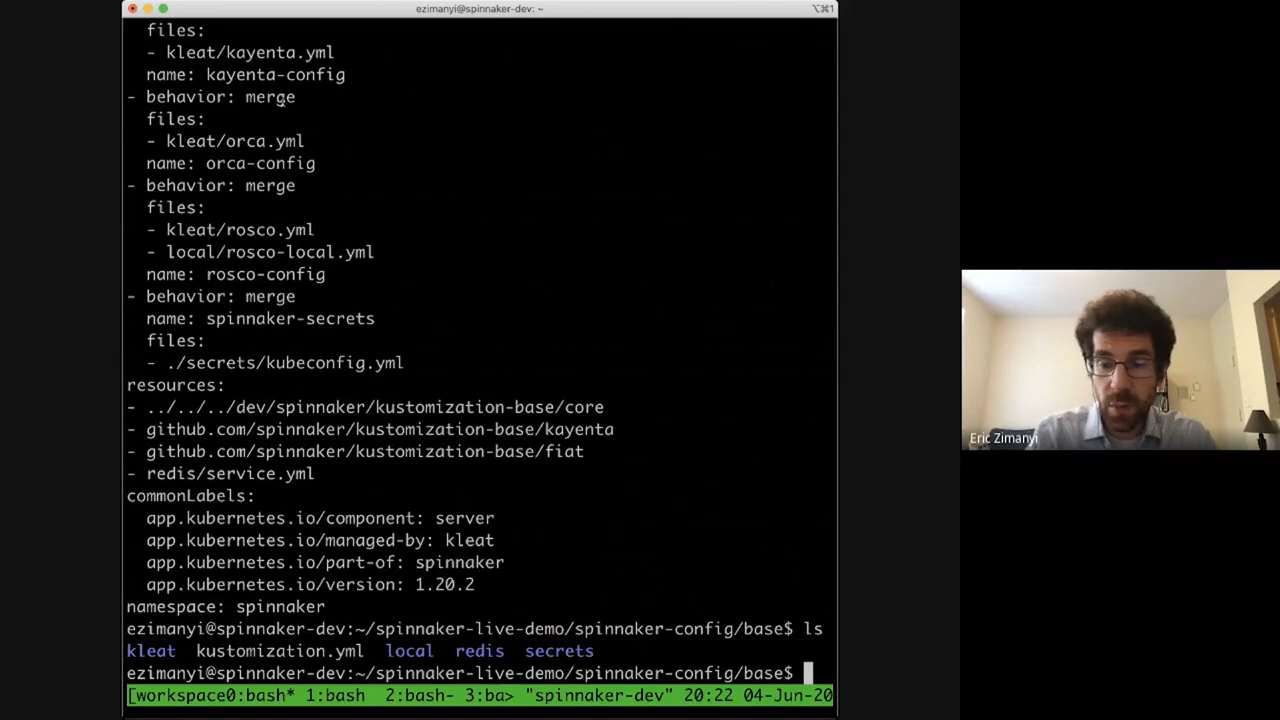 ezimanyi@spinnaker-dev: ~
⌥⌘1
files:
- kleat/kayenta.yml
name: kayenta-config
- behavior: merge
files:
- kleat/orca.yml
name: orca-config
- behavior: merge
files:
- kleat/rosco.yml
- local/rosco-local.yml
name: rosco-config
- behavior: merge
name: spinnaker-secrets
files:
- ./secrets/kubeconfig.yml
resources:
- ../../../dev/spinnaker/kustomization-base/core
- github.com/spinnaker/kustomization-base/kayenta
- github.com/spinnaker/kustomization-base/fiat
- redis/service.yml
commonLabels:
app.kubernetes.io/component: server
app.kubernetes.io/managed-by: kleat
app.kubernetes.io/part-of: spinnaker
app.kubernetes.io/version: 1.20.2
namespace: spinnaker
ezimanyi@spinnaker-dev:~/spinnaker-live-demo/spinnaker-config/base$ ls
kleat kustomization.yml local redis secrets
ezimanyi@spinnaker-dev:~/spinnaker-live-demo/spinnaker-config/base$
[workspace0:bash* 1:bash 2:bash- 3:ba> "spinnaker-dev" 20:22 04-Jun-20
Eric Zimanyi